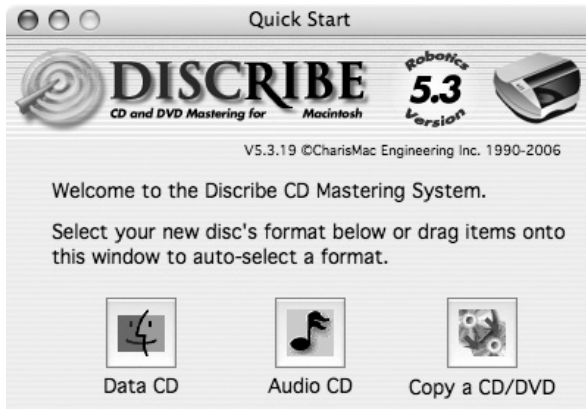 Quick Start
DISCRIBE
CD and DVD Mastering for Macintosh
Robotics
5.3
Version
V5.3.19 ©CharisMac Engineering Inc. 1990-2006
Welcome to the Discribe CD Mastering System.
Select your new disc's format below or drag items onto
this window to auto-select a format.
Data CD
Audio CD
Copy a CD/DVD